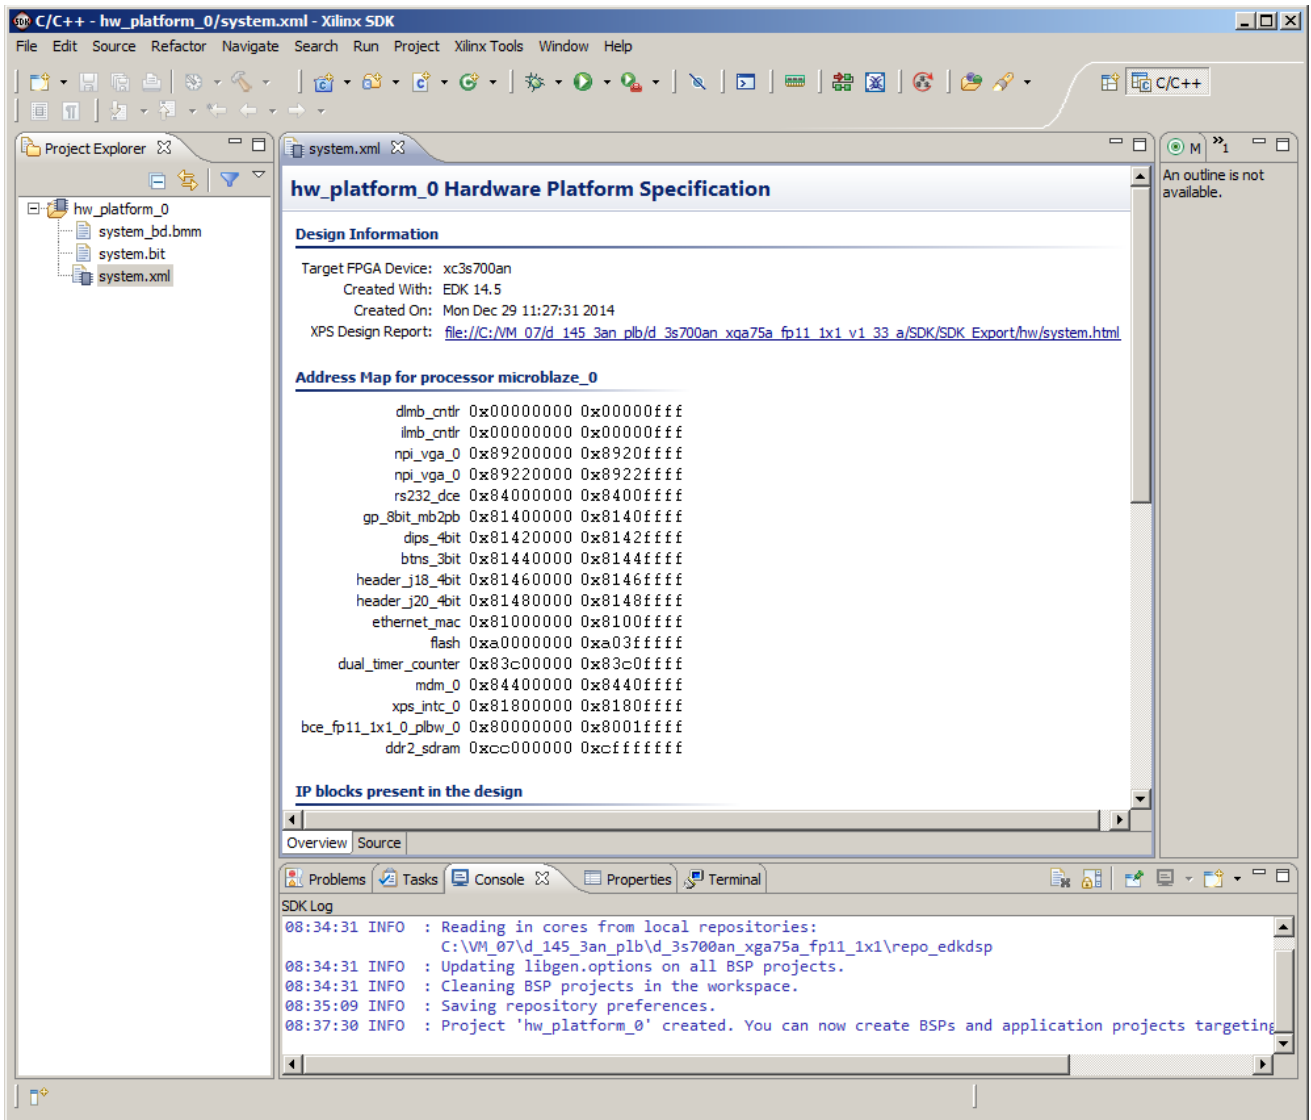 C/C++ - hw_platform_0/system.xml - Xilinx SDK
File Edit Source Refactor Navigate Search Run Project Xilinx Tools Window Help
C/C++
Project Explorer
hw_platform_0
system_bd.bmm
system.bit
system.xml
system.xml
hw_platform_0 Hardware Platform Specification
Design Information
Target FPGA Device: xc3s700an
Created With: EDK 14.5
Created On: Mon Dec 29 11:27:31 2014
XPS Design Report: file://C:/VM_07/d_145_3an_plb/d_3s700an_xga75a_fp11_1x1_v1_33_a/SDK/SDK_Export/hw/system.html
Address Map for processor microblaze_0
dlmb_cntlr 0x00000000 0x00000fff
ilmb_cntlr 0x00000000 0x00000fff
npi_vga_0 0x89200000 0x8920ffff
npi_vga_0 0x89220000 0x8922ffff
rs232_dce 0x84000000 0x8400ffff
gp_8bit_mb2pb 0x81400000 0x8140ffff
dips_4bit 0x81420000 0x8142ffff
btns_3bit 0x81440000 0x8144ffff
header_j18_4bit 0x81460000 0x8146ffff
header_j20_4bit 0x81480000 0x8148ffff
ethernet_mac 0x81000000 0x8100ffff
flash 0xa0000000 0xa03fffff
dual_timer_counter 0x83c00000 0x83c0ffff
mdm_0 0x84400000 0x8440ffff
xps_intc_0 0x81800000 0x8180ffff
bce_fp11_1x1_0_plbw_0 0x80000000 0x8001ffff
ddr2_sdram 0xcc000000 0xcfffffff
IP blocks present in the design
Overview Source
M »1
An outline is not
available.
Problems Tasks Console Properties Terminal
SDK Log
08:34:31 INFO : Reading in cores from local repositories:
C:\VM_07\d_145_3an_plb\d_3s700an_xga75a_fp11_1x1\repo_edkdsp
08:34:31 INFO : Updating libgen.options on all BSP projects.
08:34:31 INFO : Cleaning BSP projects in the workspace.
08:35:09 INFO : Saving repository preferences.
08:37:30 INFO : Project 'hw_platform_0' created. You can now create BSPs and application projects targeting